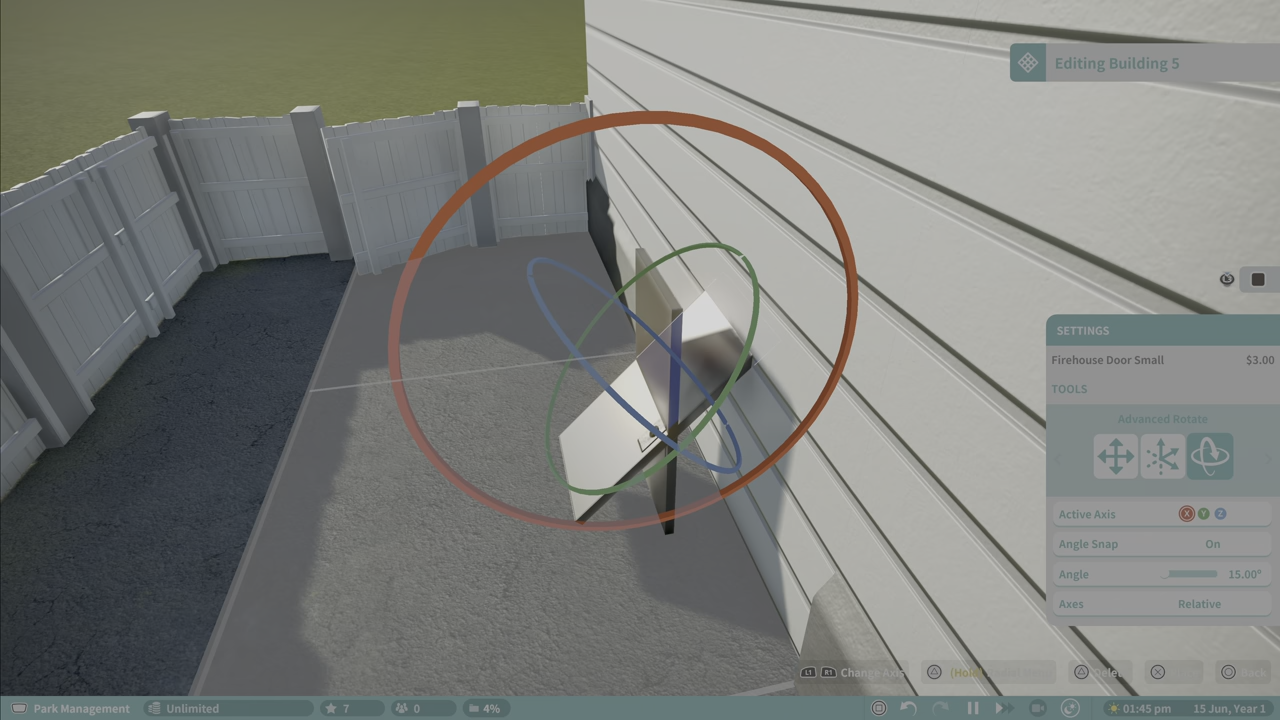 Editing Building 5
SETTINGS
Firehouse Door Small $3.00
TOOLS
Advanced Rotate
Active Axis X Y Z
Angle Snap On
Angle 15.00°
Axes Relative
L1 R1 Change Axis (Hold) Delete Back
Park Management Unlimited 7 0 4% 01:45 pm 15 Jun, Year 1